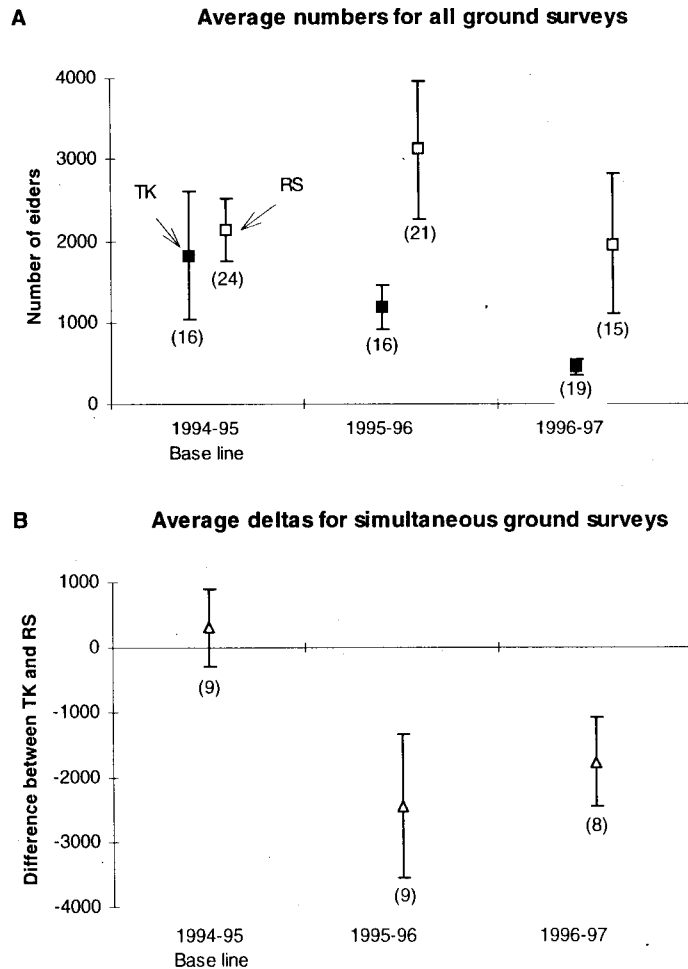 A Average numbers for all ground surveys
Number of eiders
4000
3000
2000
1000
0
TK
RS
(16)
(24)
(16)
(21)
(19)
(15)
1994-95 1995-96 1996-97
Base line
B Average deltas for simultaneous ground surveys
Difference between TK and RS
1000
0
-1000
-2000
-3000
-4000
(9)
(9)
(8)
1994-95 1995-96 1996-97
Base line